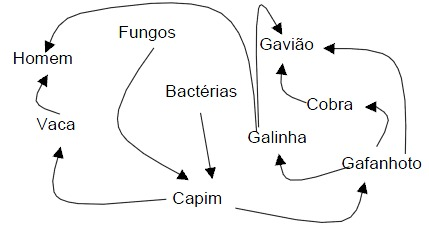 Fungos
Gavião
Homem
Bactérias
Cobra
Vaca
Galinha
Gafanhoto
Capim